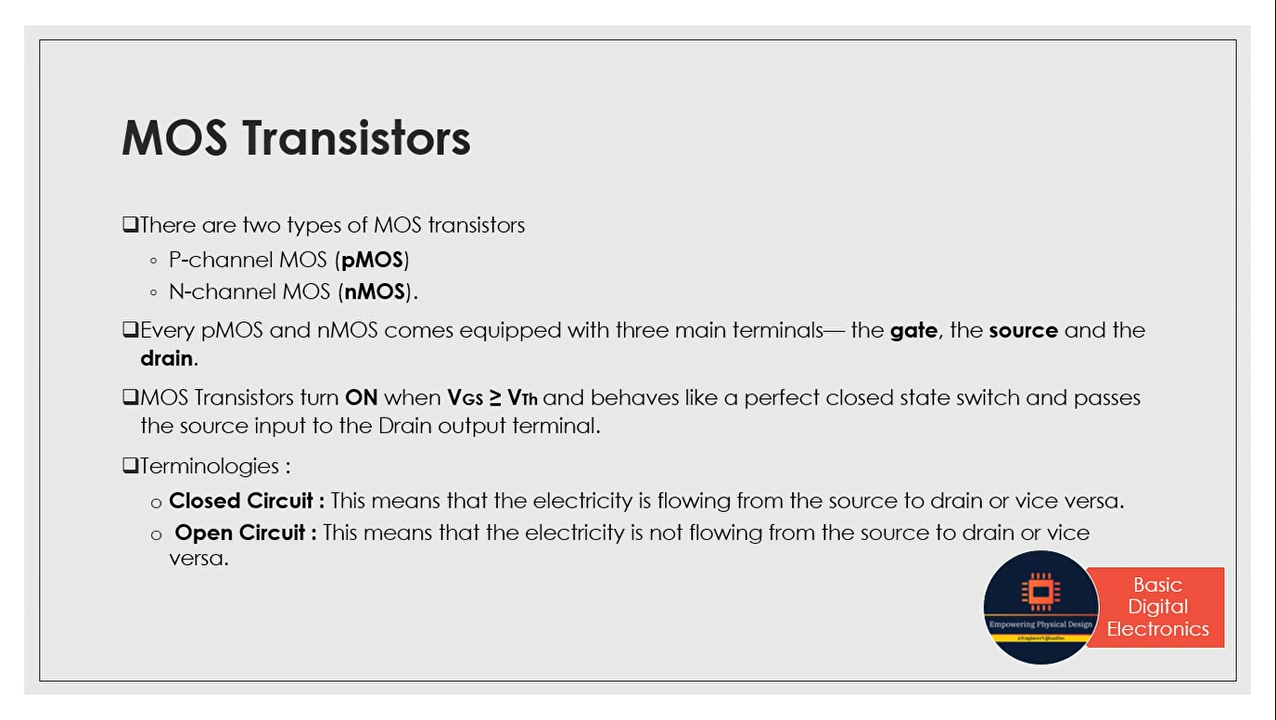 MOS Transistors
❑There are two types of MOS transistors
◦ P-channel MOS (pMOS)
◦ N-channel MOS (nMOS).
❑Every pMOS and nMOS comes equipped with three main terminals— the gate, the source and the
drain.
❑MOS Transistors turn ON when VGS ≥ VTh and behaves like a perfect closed state switch and passes
the source input to the Drain output terminal.
❑Terminologies :
o Closed Circuit : This means that the electricity is flowing from the source to drain or vice versa.
o Open Circuit : This means that the electricity is not flowing from the source to drain or vice
versa.
Empowering Physical Design
Basic
Digital
Electronics